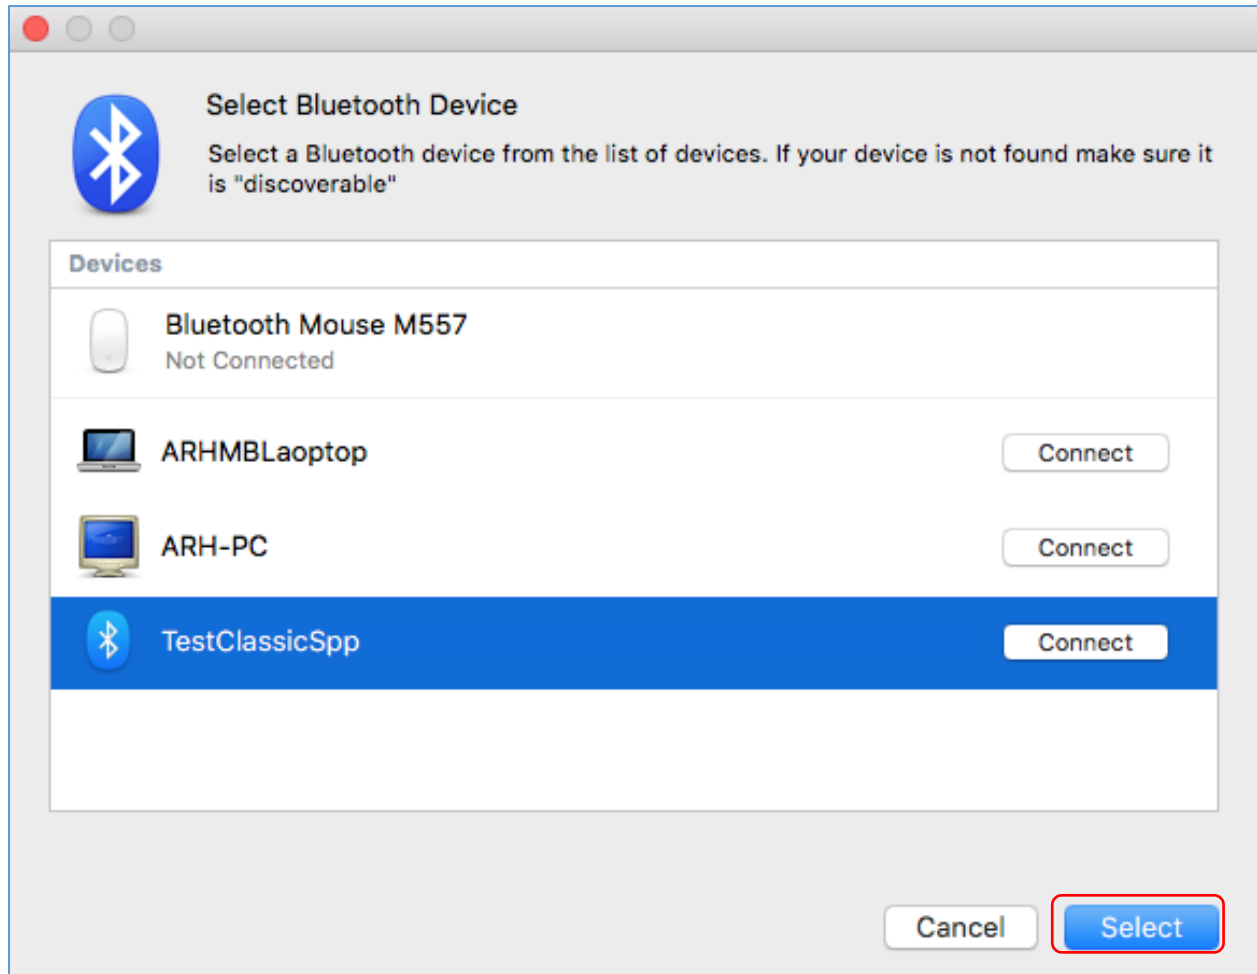 Select Bluetooth Device
Select a Bluetooth device from the list of devices. If your device is not found make sure it
is "discoverable"
Devices
Bluetooth Mouse M557
Not Connected
ARHMBLaoptop
Connect
ARH-PC
Connect
TestClassicSpp
Connect
Cancel
Select